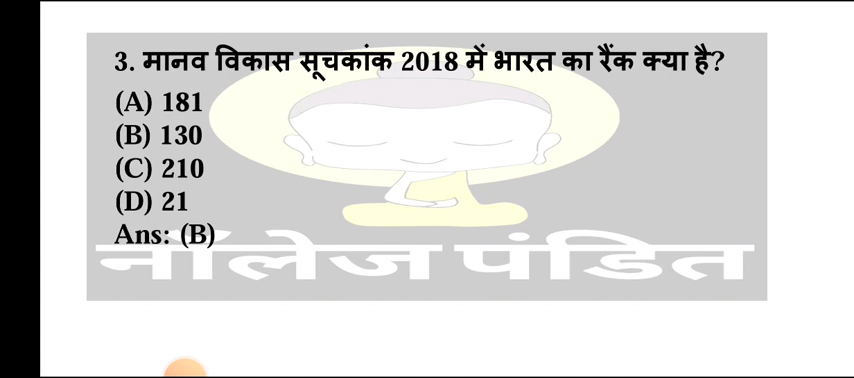 3. मानव विकास सूचकांक 2018 में भारत का रैंक क्या है?
(A) 181
(B) 130
(C) 210
(D) 21
Ans: (B)
नॉलेज पंडित